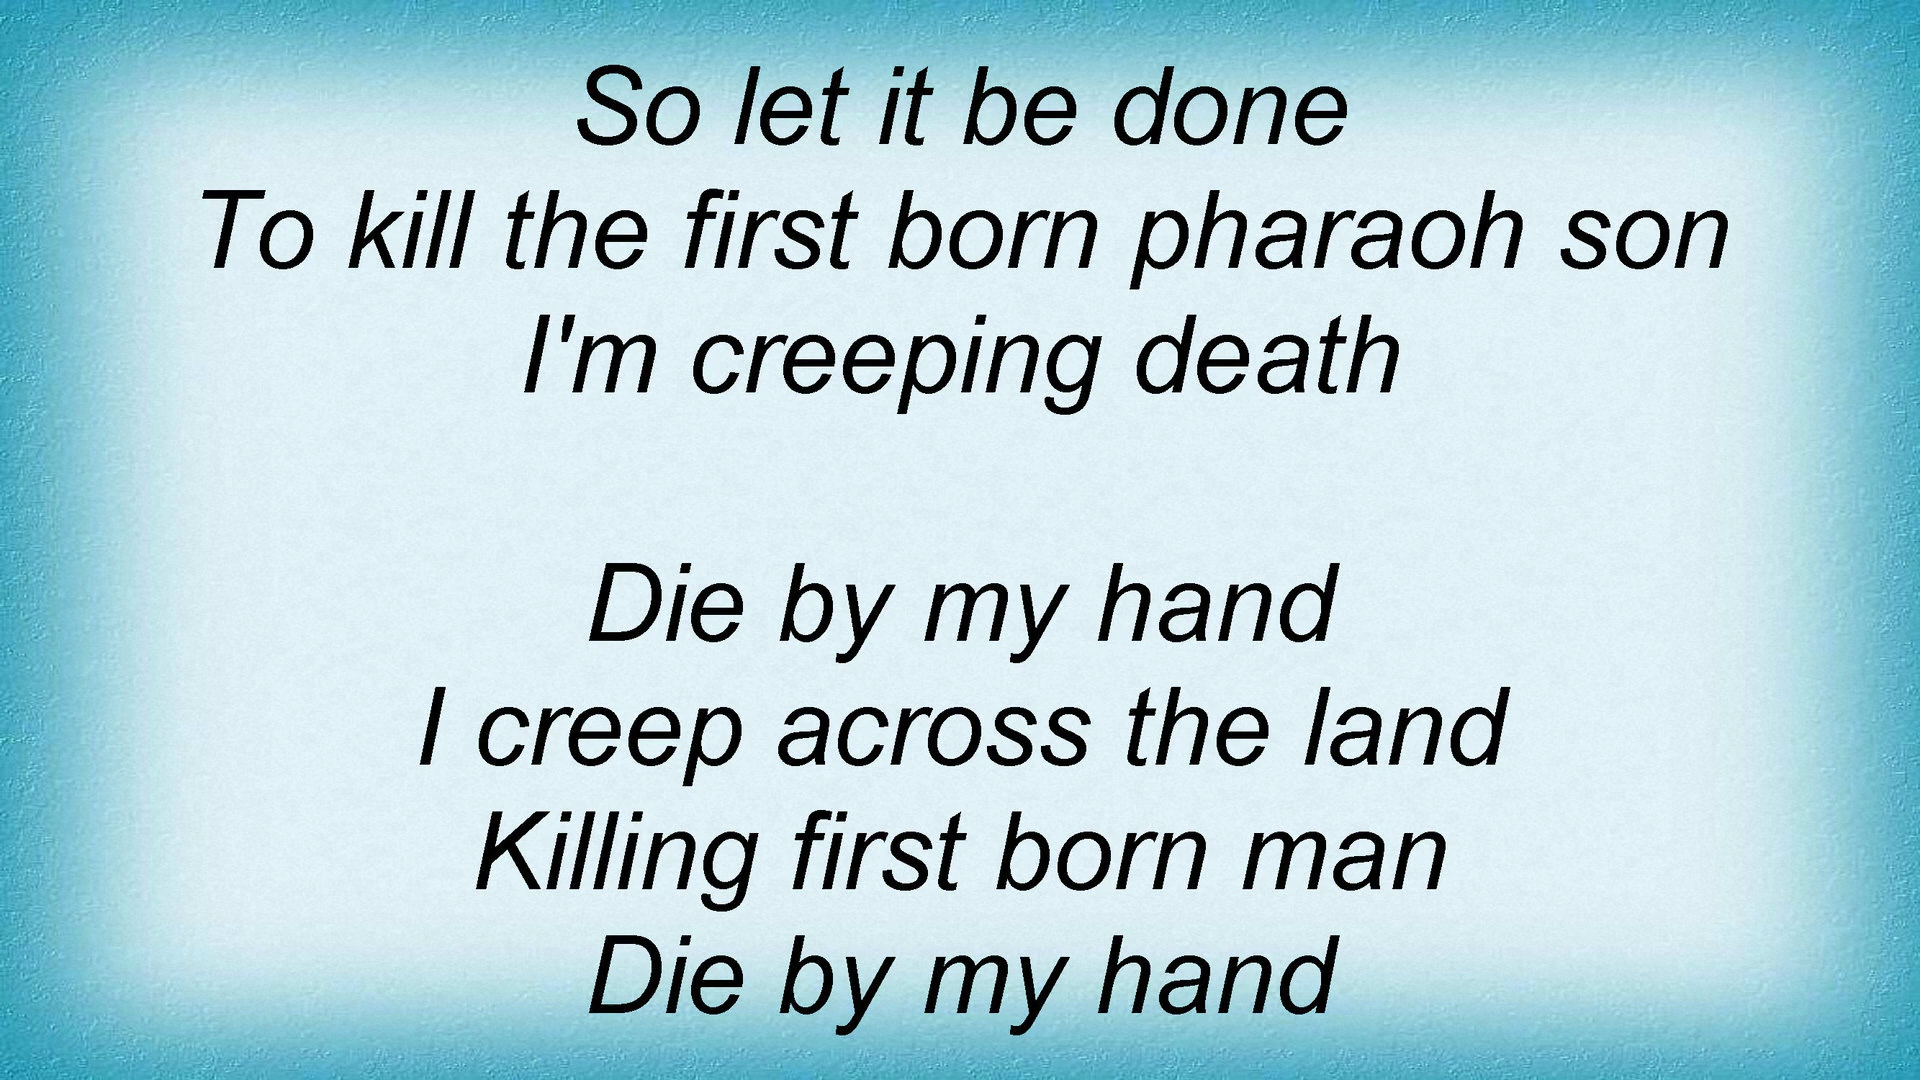 So let it be done
To kill the first born pharaoh son
I'm creeping death
Die by my hand
I creep across the land
Killing first born man
Die by my hand